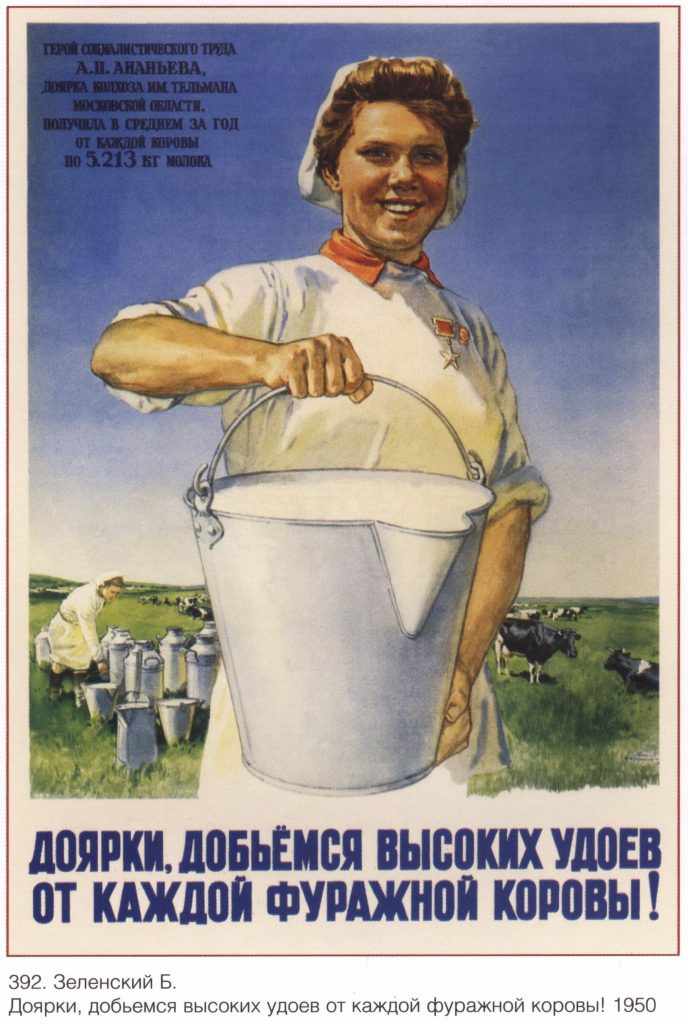 ГЕРОЙ СОЦИАЛИСТИЧЕСКОГО ТРУДА
А.П. АНАНЬЕВА,
ДОЯРКА КОЛХОЗА ИМ. ТЕЛЬМАНА
МОСКОВСКОЙ ОБЛАСТИ,
ПОЛУЧИЛА В СРЕДНЕМ ЗА ГОД
ОТ КАЖДОЙ КОРОВЫ
ПО 5.213 КГ МОЛОКА
ДОЯРКИ, ДОБЬЁМСЯ ВЫСОКИХ УДОЕВ
ОТ КАЖДОЙ ФУРАЖНОЙ КОРОВЫ!
392. Зеленский Б.
Доярки, добьемся высоких удоев от каждой фуражной коровы! 1950